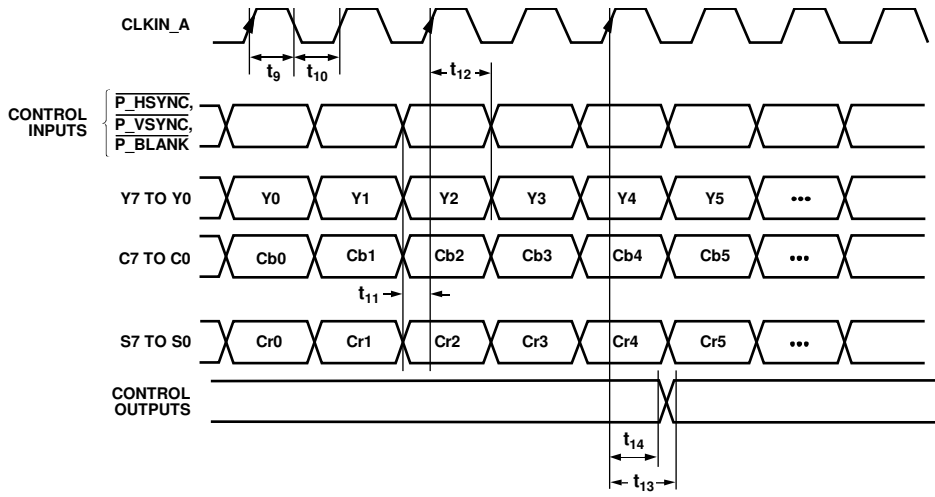 CLKIN_A
t9
t10
t12
CONTROL INPUTS
P_HSYNC,
P_VSYNC,
P_BLANK
Y7 TO Y0
Y0
Y1
Y2
Y3
Y4
Y5
•••
C7 TO C0
Cb0
Cb1
Cb2
Cb3
Cb4
Cb5
•••
t11
S7 TO S0
Cr0
Cr1
Cr2
Cr3
Cr4
Cr5
•••
CONTROL OUTPUTS
t14
t13